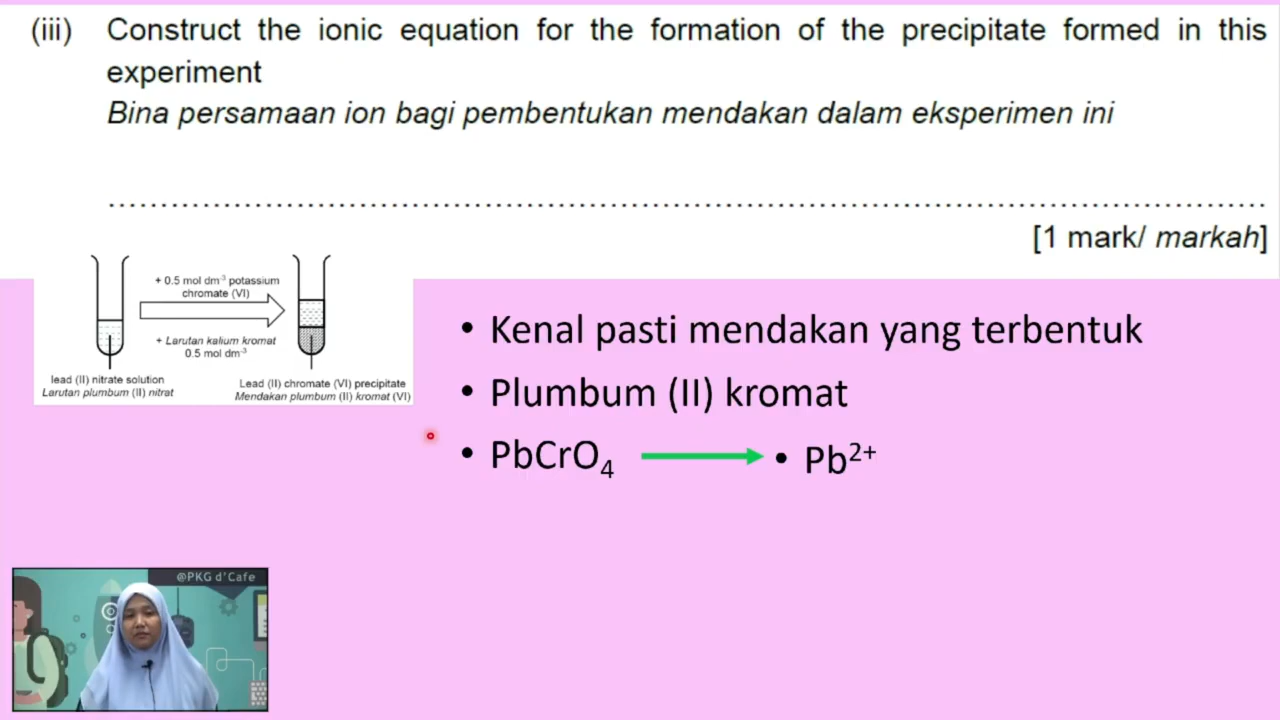 (iii) Construct the ionic equation for the formation of the precipitate formed in this
experiment
Bina persamaan ion bagi pembentukan mendakan dalam eksperimen ini
................................................................................
[1 mark/ markah]
+ 0.5 mol dm⁻³ potassium
chromate (VI)
+ Larutan kalium kromat
0.5 mol dm⁻³
lead (II) nitrate solution
Larutan plumbum (II) nitrat
Lead (II) chromate (VI) precipitate
Mendakan plumbum (II) kromat (VI)
• Kenal pasti mendakan yang terbentuk
• Plumbum (II) kromat
• PbCrO₄ • Pb²⁺
@PKG d'Cafe